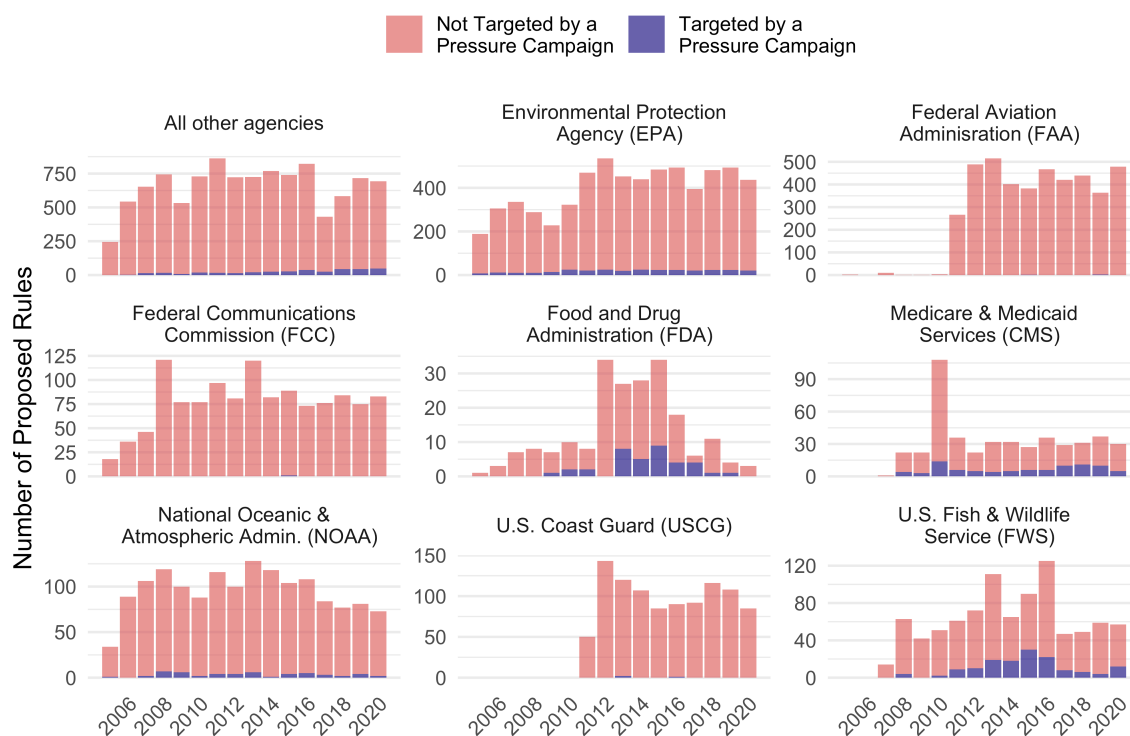 Not Targeted by a
Pressure Campaign
Targeted by a
Pressure Campaign
Number of Proposed Rules
All other agencies
750
500
250
0
Environmental Protection
Agency (EPA)
400
200
0
Federal Aviation
Adminisration (FAA)
500
400
300
200
100
0
Federal Communications
Commission (FCC)
125
100
75
50
25
0
Food and Drug
Administration (FDA)
30
20
10
0
Medicare & Medicaid
Services (CMS)
90
60
30
0
National Oceanic &
Atmospheric Admin. (NOAA)
100
50
0
2006 2008 2010 2012 2014 2016 2018 2020
U.S. Coast Guard (USCG)
150
100
50
0
2006 2008 2010 2012 2014 2016 2018 2020
U.S. Fish & Wildlife
Service (FWS)
120
80
40
0
2006 2008 2010 2012 2014 2016 2018 2020